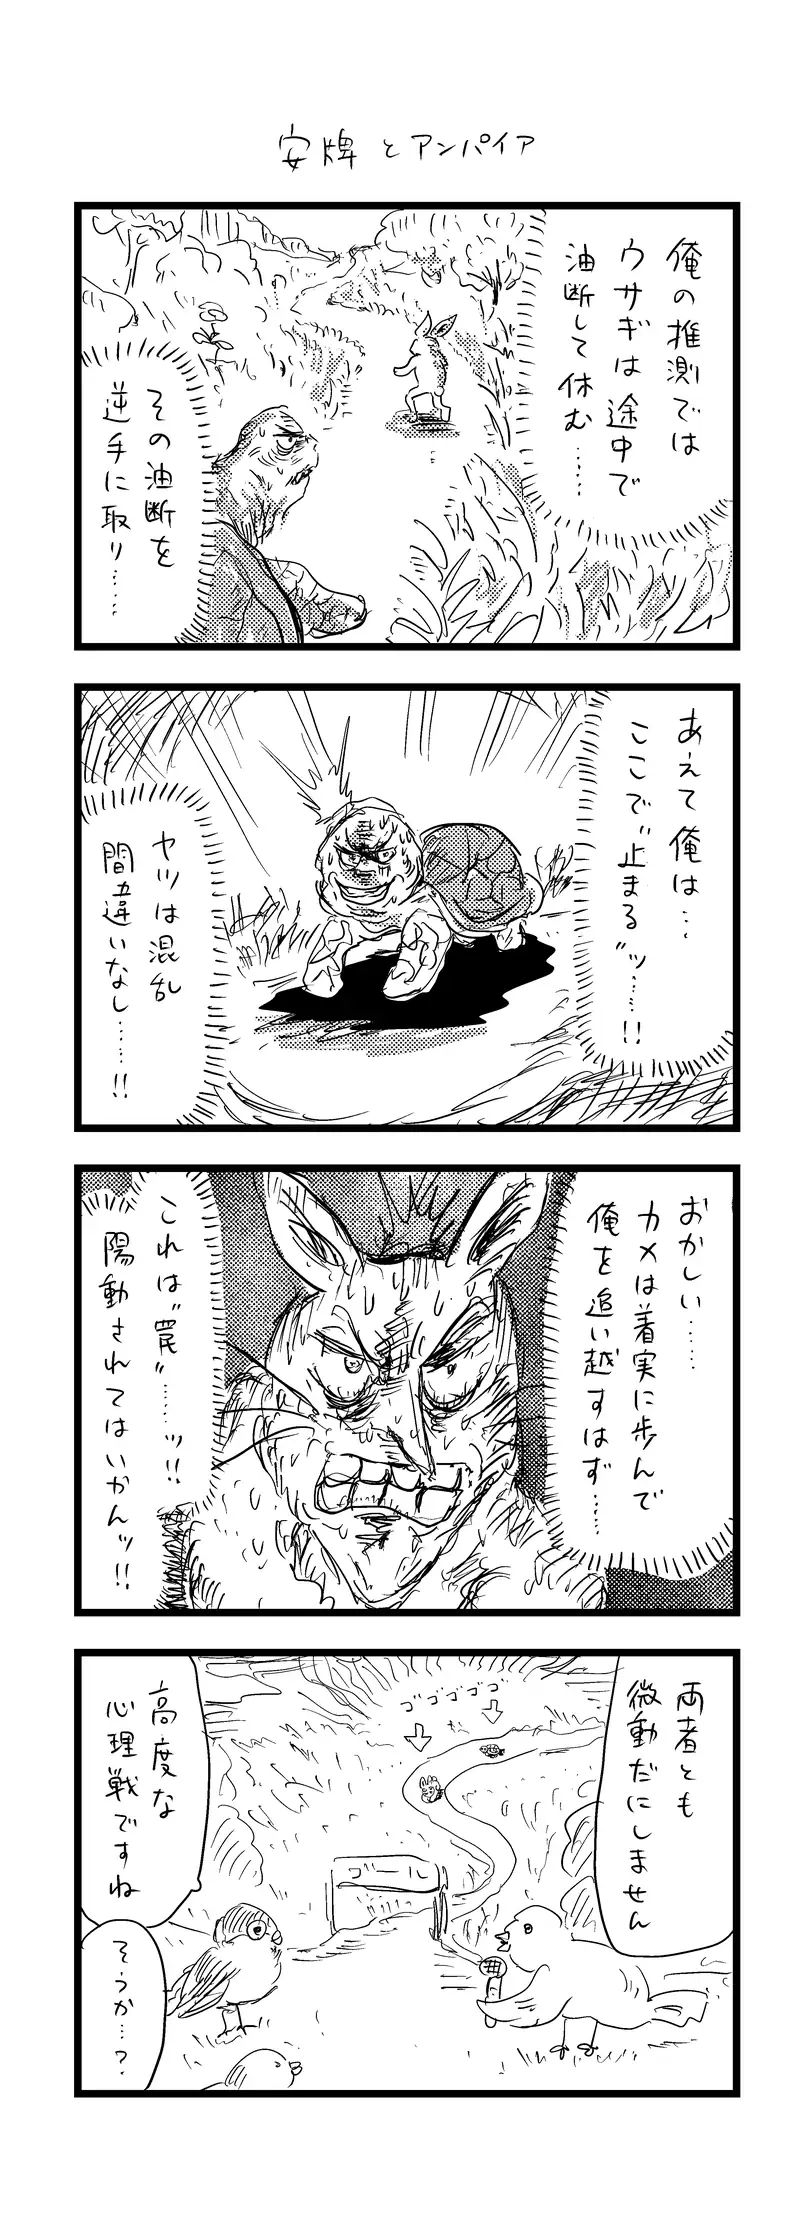 安牌とアンパイア
俺の推測では
ウサギは途中で
油断して休む……
その油断を
逆手に取り……
あえて俺は…
ここで〝止まる〟ッ……!!
ヤツは混乱
間違いなし……!!
おかしい……
カメは着実に歩んで
俺を追い越すはず……
これは〝罠〟……ッ!!
陽動されてはいかんッ!!
両者とも
微動だにしません
ゴゴゴゴゴ
ゴール
高度な
心理戦ですね
そうか…?